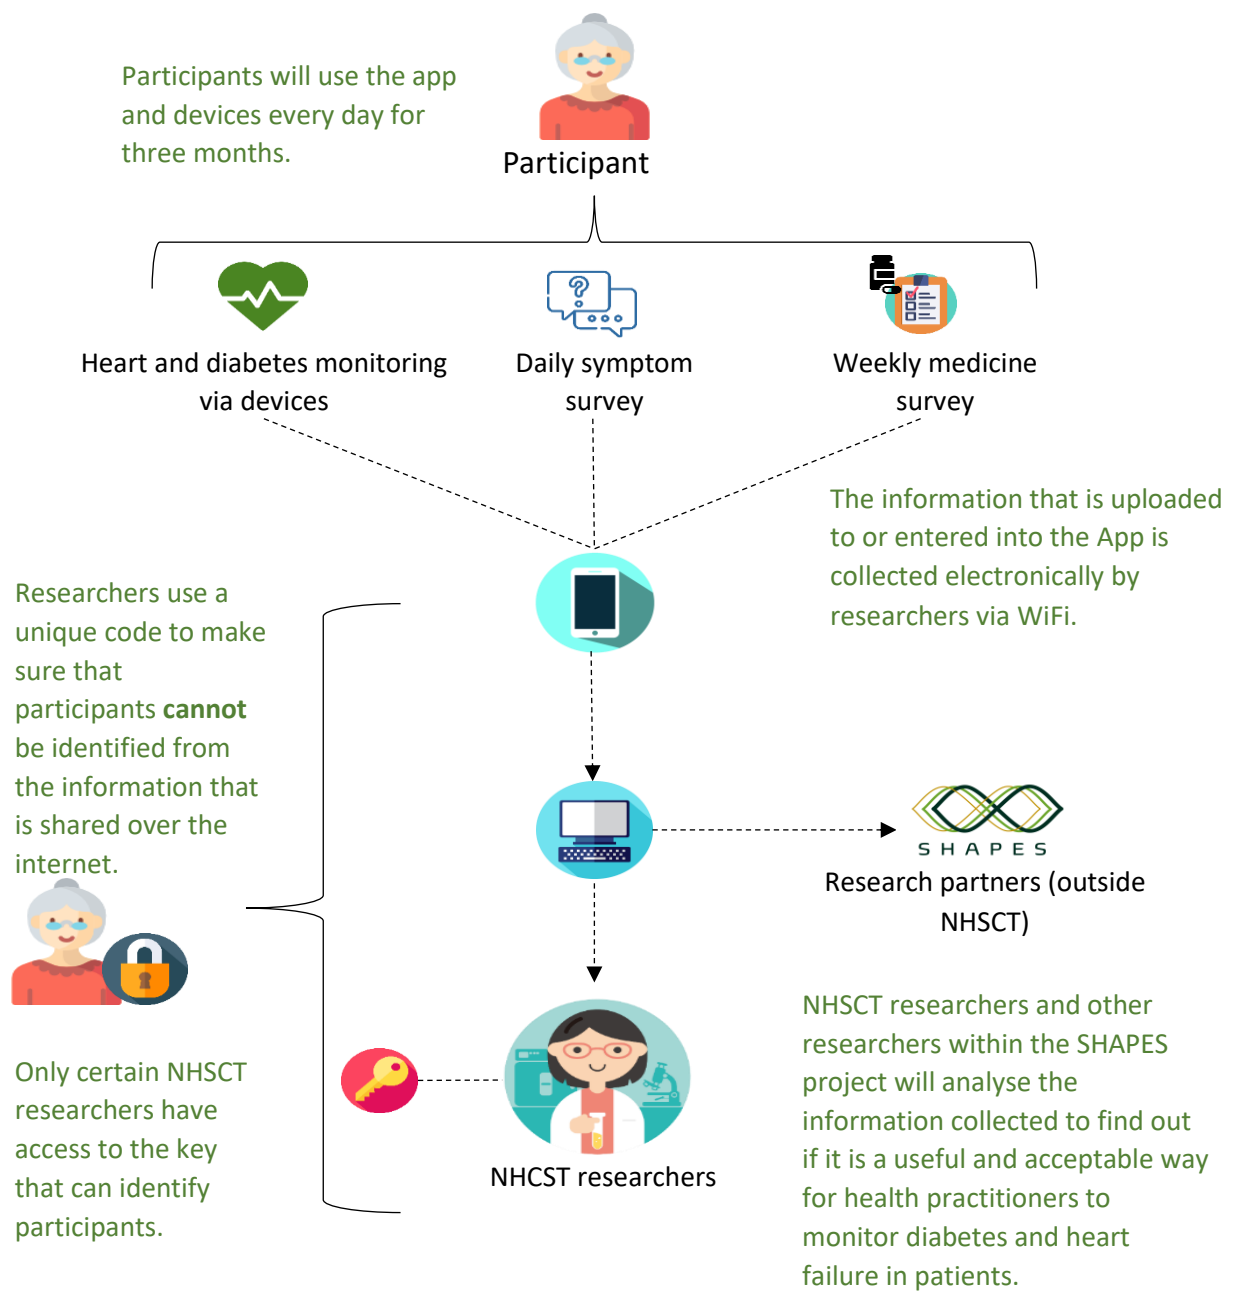 Participants will use the app
and devices every day for
three months.
Participant
Heart and diabetes monitoring
via devices
Daily symptom
survey
Weekly medicine
survey
The information that is uploaded
to or entered into the App is
collected electronically by
researchers via WiFi.
Researchers use a
unique code to make
sure that
participants cannot
be identified from
the information that
is shared over the
internet.
SHAPES
Research partners (outside
NHSCT)
Only certain NHSCT
researchers have
access to the key
that can identify
participants.
NHCST researchers
NHSCT researchers and other
researchers within the SHAPES
project will analyse the
information collected to find out
if it is a useful and acceptable way
for health practitioners to
monitor diabetes and heart
failure in patients.